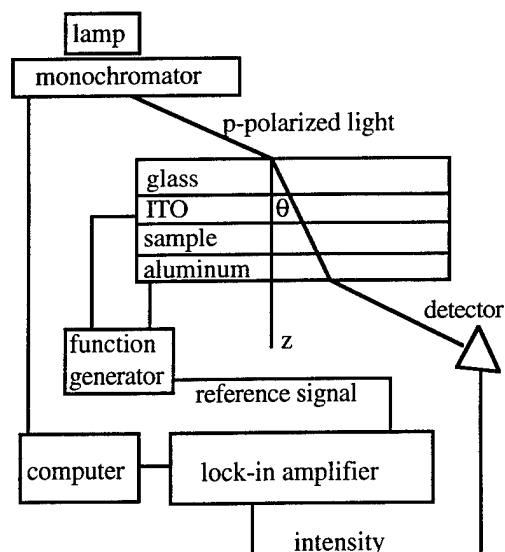 lamp
monochromator
p-polarized light
glass
ITO
θ
sample
aluminum
detector
z
function
generator
reference signal
computer
lock-in amplifier
intensity